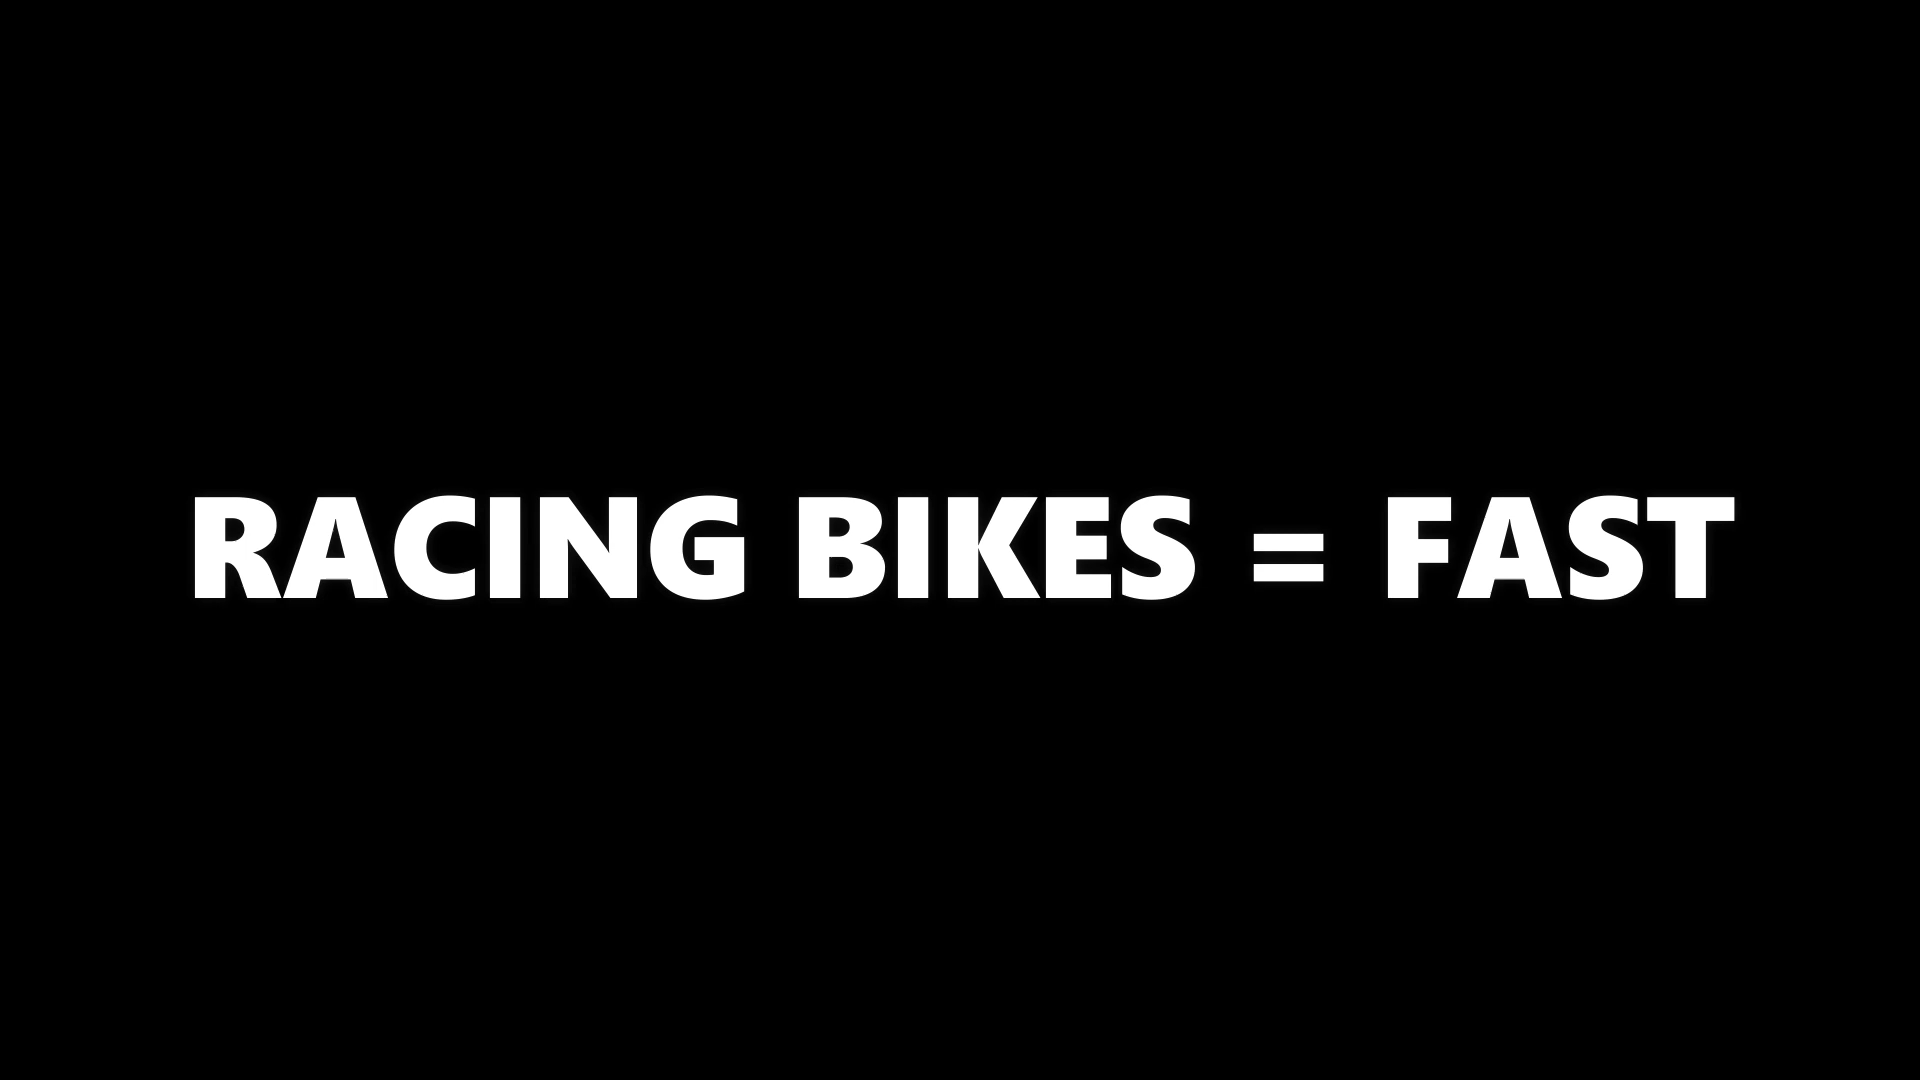 RACING BIKES = FAST